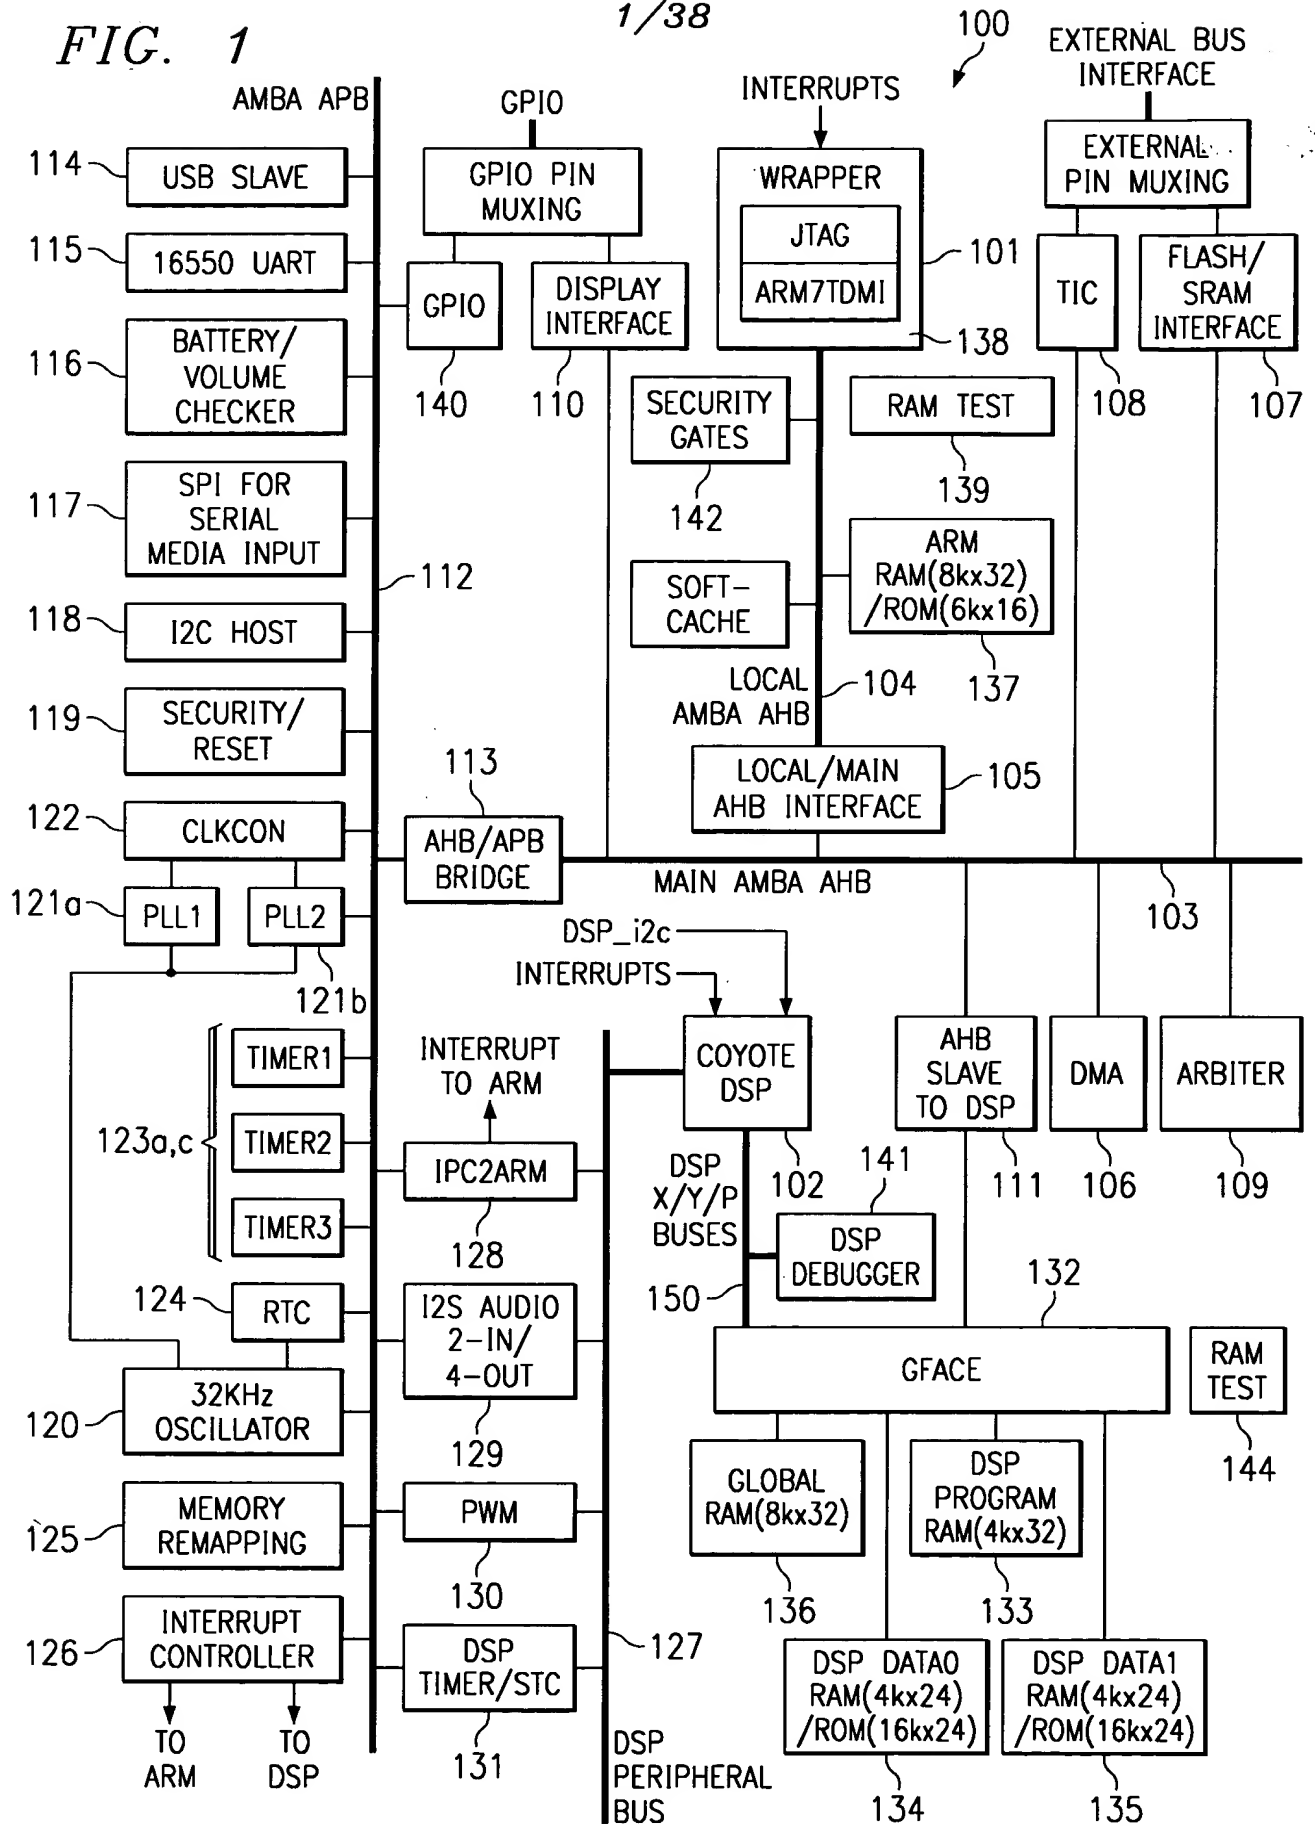 1/38
FIG. 1
100
EXTERNAL BUS
INTERFACE
AMBA APB
GPIO
INTERRUPTS
114
USB SLAVE
GPIO PIN
MUXING
WRAPPER
JTAG
ARM7TDMI
101
138
EXTERNAL
PIN MUXING
115
16550 UART
GPIO
140
DISPLAY
INTERFACE
110
TIC
108
FLASH/
SRAM
INTERFACE
107
116
BATTERY/
VOLUME
CHECKER
SECURITY
GATES
142
RAM TEST
139
117
SPI FOR
SERIAL
MEDIA INPUT
112
SOFT-
CACHE
ARM
RAM(8kx32)
/ROM(6kx16)
137
118
I2C HOST
LOCAL
AMBA AHB
104
119
SECURITY/
RESET
113
AHB/APB
BRIDGE
LOCAL/MAIN
AHB INTERFACE
105
122
CLKCON
MAIN AMBA AHB
103
121a
PLL1
PLL2
121b
DSP_i2c
INTERRUPTS
123a,c
TIMER1
TIMER2
TIMER3
INTERRUPT
TO ARM
IPC2ARM
128
COYOTE
DSP
102
AHB
SLAVE
TO DSP
111
DMA
106
ARBITER
109
DSP
X/Y/P
BUSES
150
141
DSP
DEBUGGER
124
RTC
I2S AUDIO
2-IN/
4-OUT
129
132
GFACE
RAM
TEST
144
120
32KHz
OSCILLATOR
125
MEMORY
REMAPPING
PWM
130
GLOBAL
RAM(8kx32)
136
DSP
PROGRAM
RAM(4kx32)
133
126
INTERRUPT
CONTROLLER
TO
ARM
TO
DSP
DSP
TIMER/STC
131
127
DSP
PERIPHERAL
BUS
DSP DATA0
RAM(4kx24)
/ROM(16kx24)
134
DSP DATA1
RAM(4kx24)
/ROM(16kx24)
135